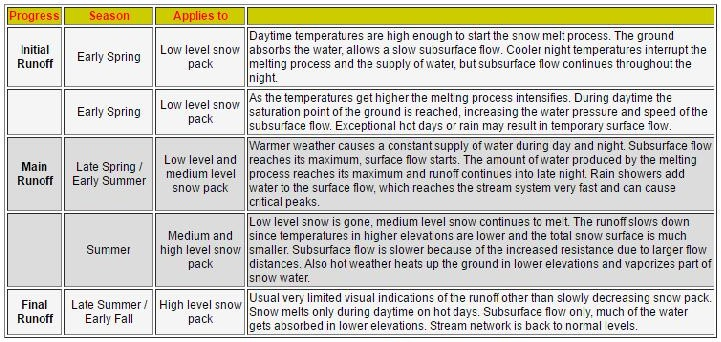 Progress Season Applies to
Initial Runoff
Early Spring
Low level snow pack
Daytime temperatures are high enough to start the snow melt process. The ground
absorbs the water, allows a slow subsurface flow. Cooler night temperatures interrupt the
melting process and the supply of water, but subsurface flow continues throughout the
night.
Early Spring
Low level snow pack
As the temperatures get higher the melting process intensifies. During daytime the
saturation point of the ground is reached, increasing the water pressure and speed of the
subsurface flow. Exceptional hot days or rain may result in temporary surface flow.
Main Runoff
Late Spring / Early Summer
Low level and medium level snow pack
Warmer weather causes a constant supply of water during day and night. Subsurface flow
reaches its maximum, surface flow starts. The amount of water produced by the melting
process reaches its maximum and runoff continues into late night. Rain showers add
water to the surface flow, which reaches the stream system very fast and can cause
critical peaks.
Summer
Medium and high level snow pack
Low level snow is gone, medium level snow continues to melt. The runoff slows down
since temperatures in higher elevations are lower and the total snow surface is much
smaller. Subsurface flow is slower because of the increased resistance due to larger flow
distances. Also hot weather heats up the ground in lower elevations and vaporizes part of
snow water.
Final Runoff
Late Summer / Early Fall
High level snow pack
Usual very limited visual indications of the runoff other than slowly decreasing snow pack.
Snow melts only during daytime on hot days. Subsurface flow only, much of the water
gets absorbed in lower elevations. Stream network is back to normal levels.